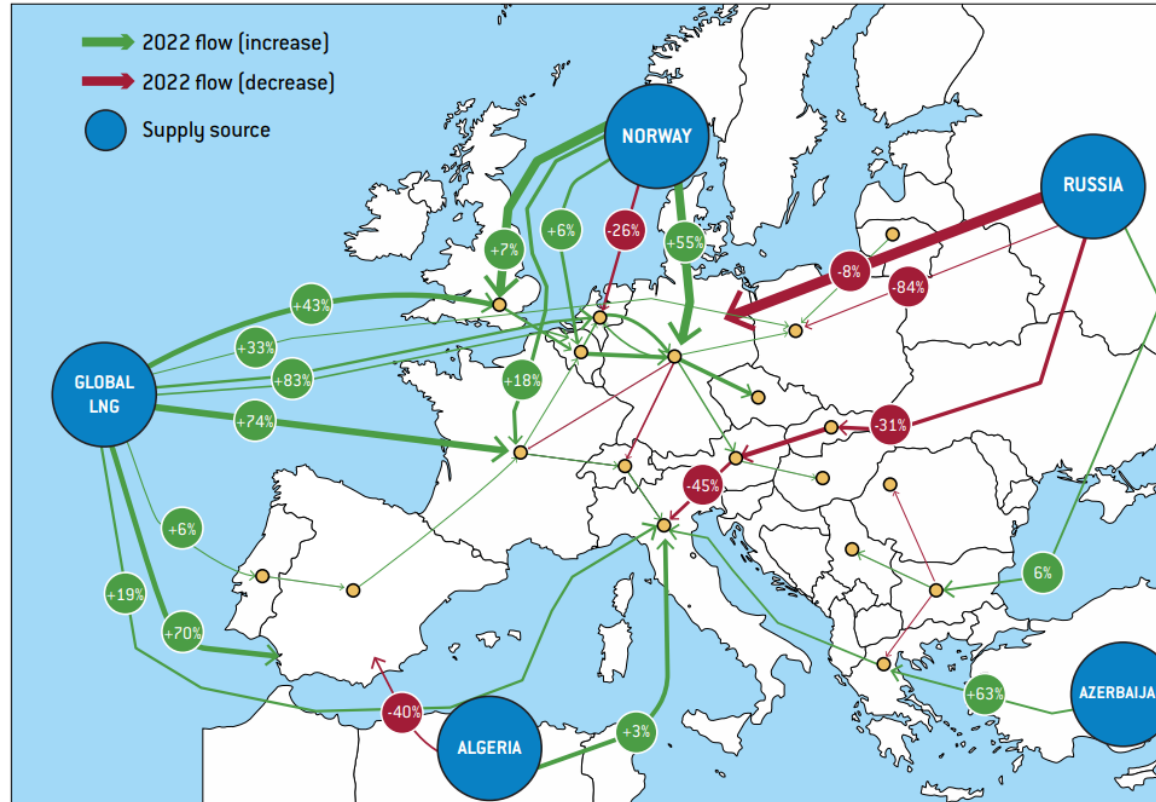 2022 flow (increase)
2022 flow (decrease)
Supply source
NORWAY
RUSSIA
+7%
+6%
-26%
+55%
-8%
-84%
+43%
+33%
+83%
+18%
GLOBAL
LNG
+74%
-31%
-45%
+6%
+19%
+70%
6%
-40%
ALGERIA
+3%
+63%
AZERBAIJA